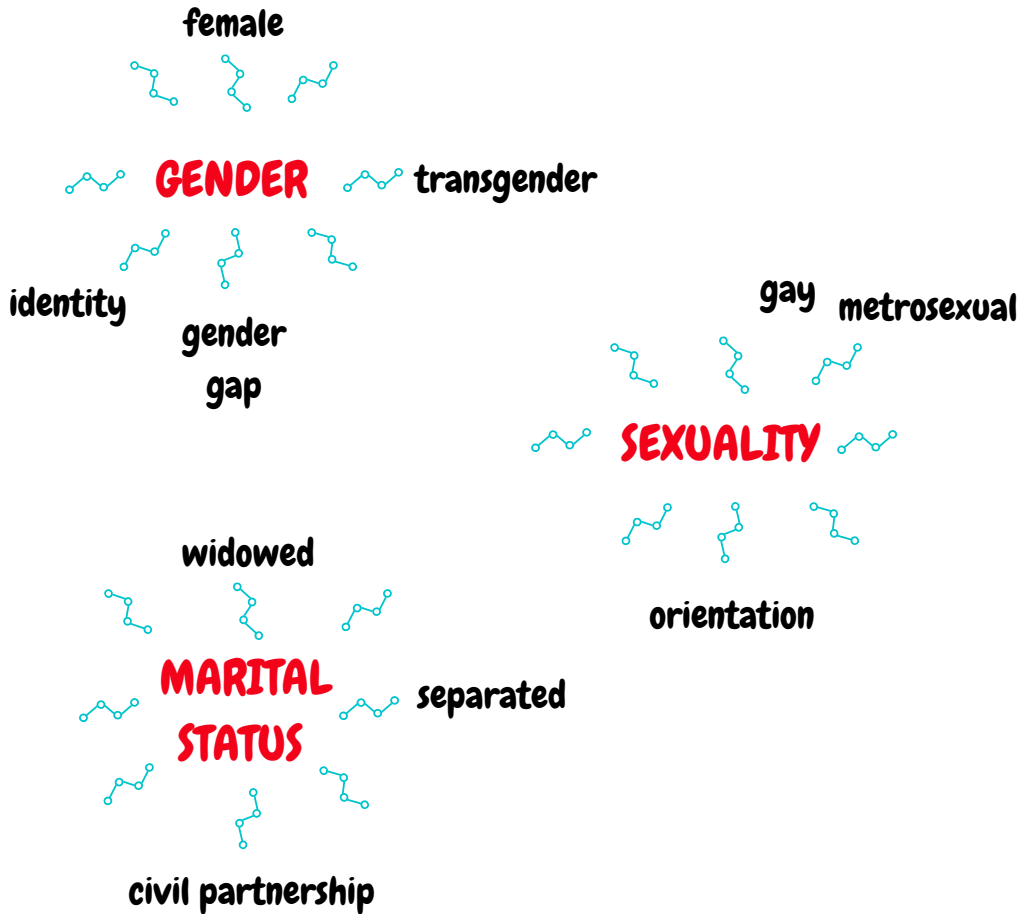 female
GENDER
transgender
identity
gender
gap
gay
metrosexual
SEXUALITY
orientation
widowed
MARITAL
STATUS
separated
civil partnership